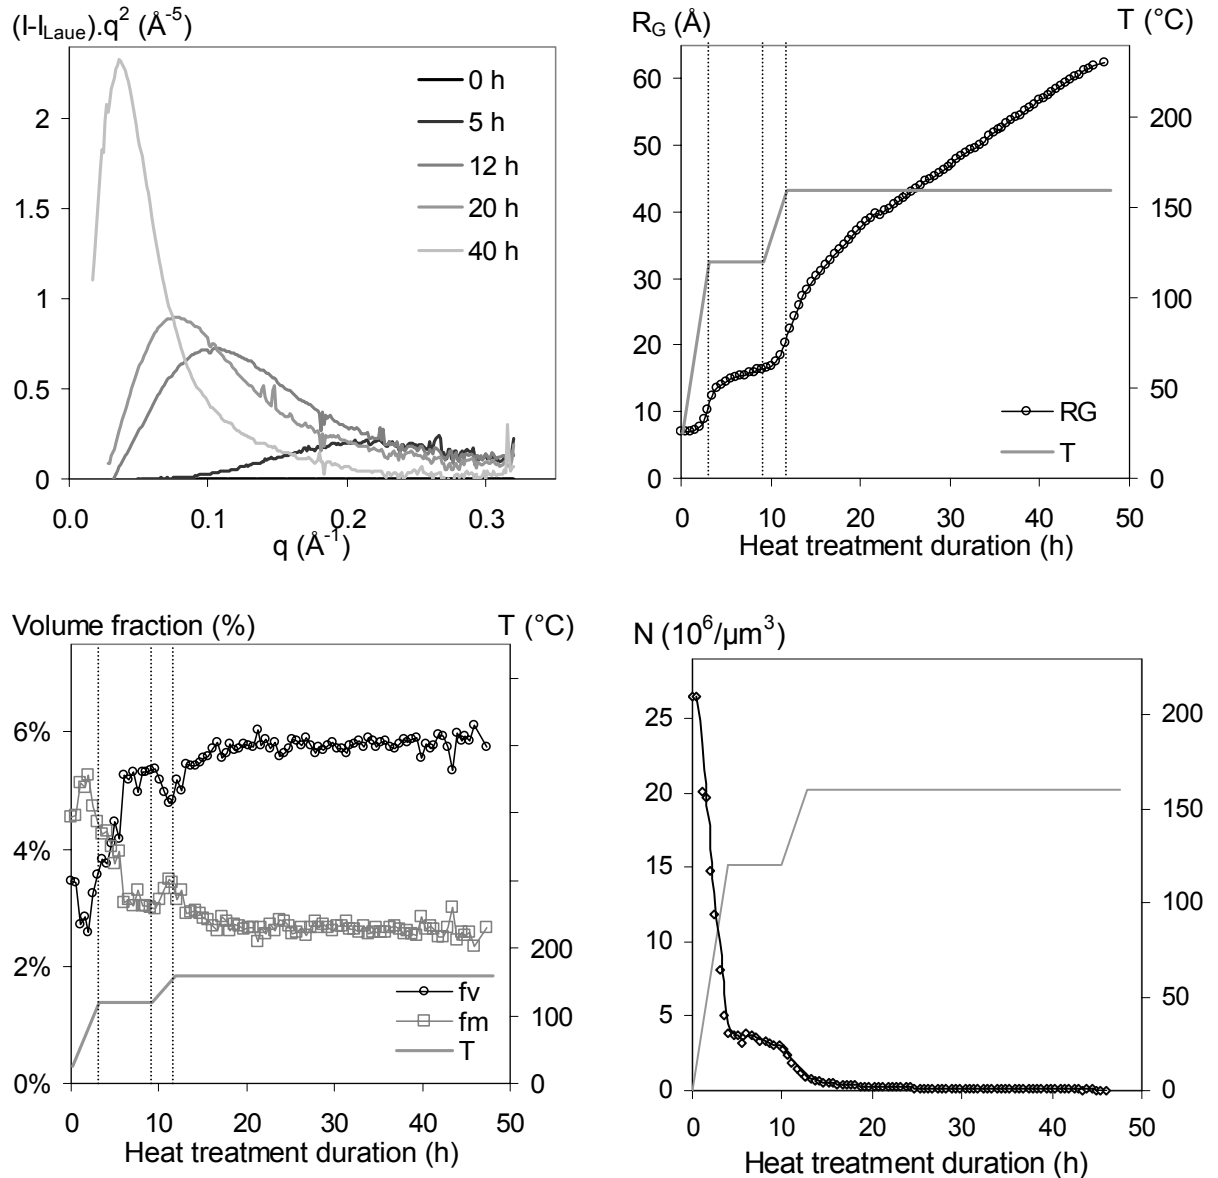 (I-I_Laue).q² (Å⁻⁵)
2
1.5
1
0.5
0
0.0 0.1 0.2 0.3
q (Å⁻¹)
0 h
5 h
12 h
20 h
40 h
R_G (Å) T (°C)
60
50
40
30
20
10
0
200
150
100
50
0
0 10 20 30 40 50
Heat treatment duration (h)
RG
T
Volume fraction (%) T (°C)
6%
4%
2%
0%
200
100
0
0 10 20 30 40 50
Heat treatment duration (h)
fv
fm
T
N (10⁶/µm³)
25
20
15
10
5
0
200
150
100
50
0
0 10 20 30 40 50
Heat treatment duration (h)